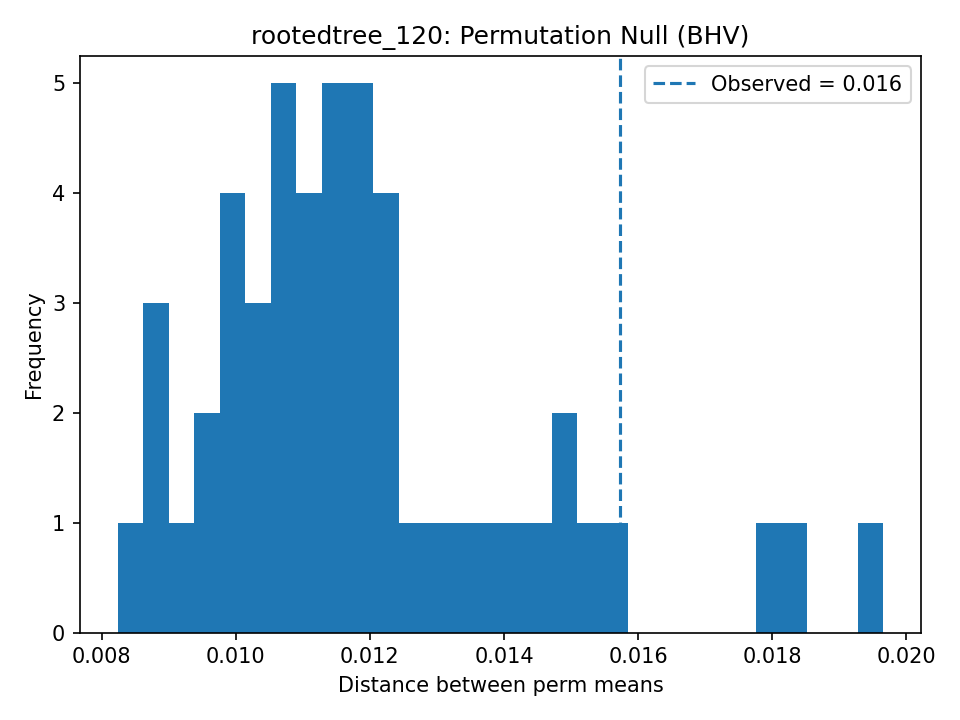 rootedtree_120: Permutation Null (BHV)
Observed = 0.016
Frequency
5
4
3
2
1
0
0.008 0.010 0.012 0.014 0.016 0.018 0.020
Distance between perm means